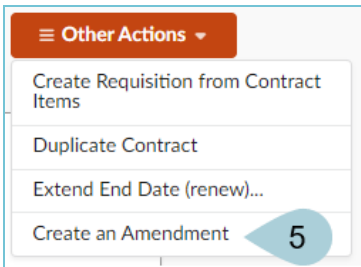 Other Actions
Create Requisition from Contract
Items
Duplicate Contract
Extend End Date (renew)...
Create an Amendment
5